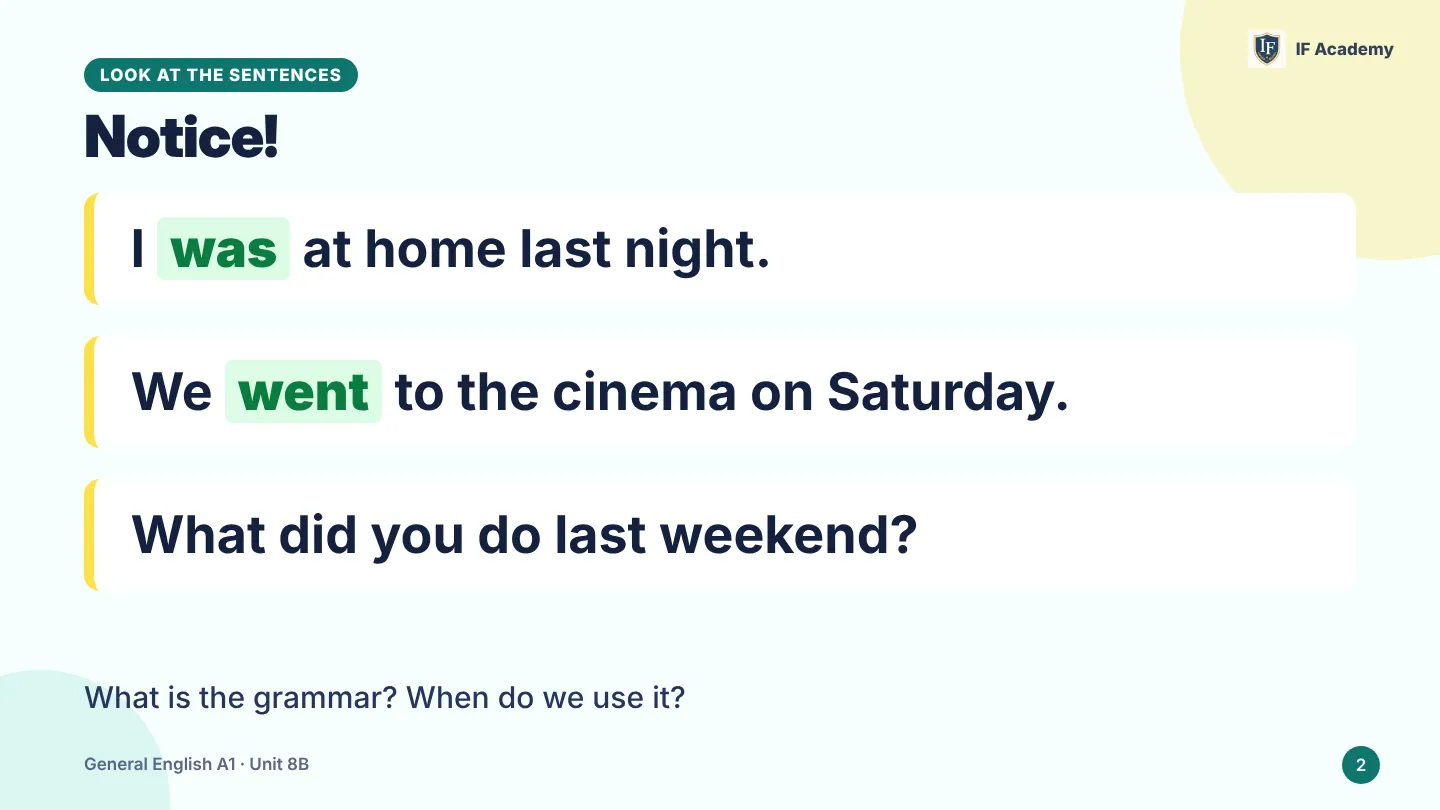 IF Academy
LOOK AT THE SENTENCES
Notice!
I was at home last night.
We went to the cinema on Saturday.
What did you do last weekend?
What is the grammar? When do we use it?
General English A1 · Unit 8B
2